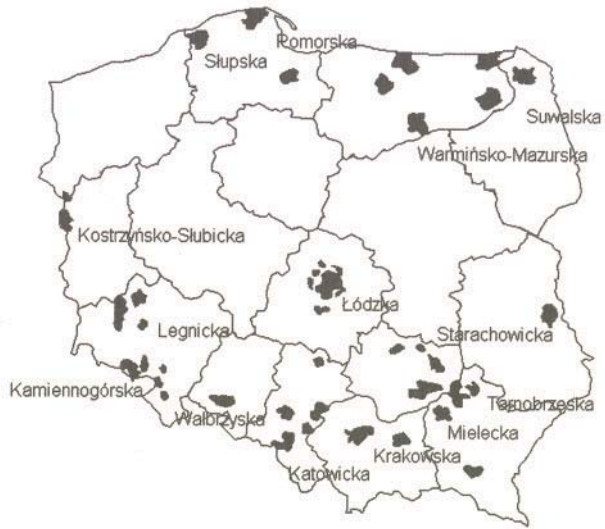 Pomorska
Słupska
Suwalska
Warmińsko-Mazurska
Kostrzyńsko-Słubicka
Łódzka
Starachowicka
Legnicka
Kamiennogórska
Tarnobrzeska
Wałbrzyska
Mielecka
Krakowska
Katowicka